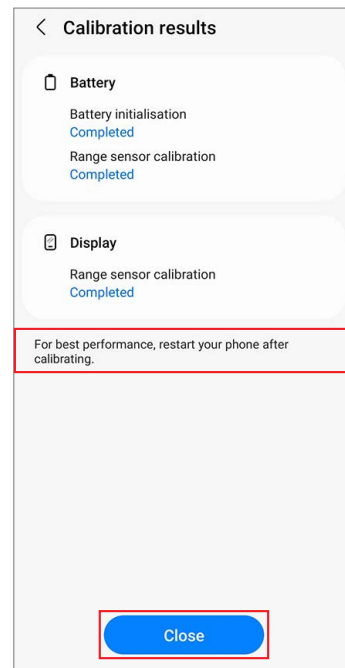 Calibration results
Battery
Battery initialisation
Completed
Range sensor calibration
Completed
Display
Range sensor calibration
Completed
For best performance, restart your phone after
calibrating.
Close